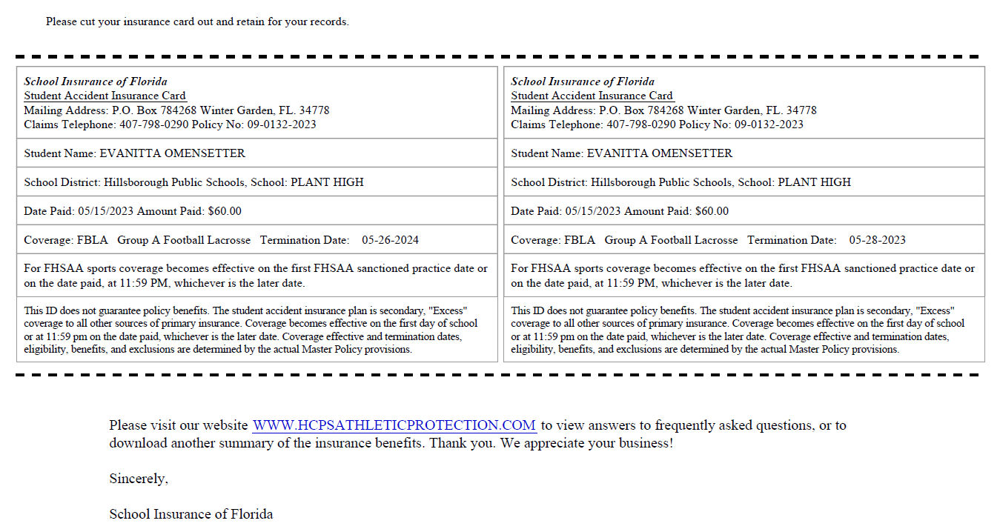 Please cut your insurance card out and retain for your records.
School Insurance of Florida
Student Accident Insurance Card
Mailing Address: P.O. Box 784268 Winter Garden, FL. 34778
Claims Telephone: 407-798-0290 Policy No: 09-0132-2023
Student Name: EVANITTA OMENSETTER
School District: Hillsborough Public Schools, School: PLANT HIGH
Date Paid: 05/15/2023 Amount Paid: $60.00
Coverage: FBLA Group A Football Lacrosse Termination Date: 05-26-2024
For FHSAA sports coverage becomes effective on the first FHSAA sanctioned practice date or
on the date paid, at 11:59 PM, whichever is the later date.
This ID does not guarantee policy benefits. The student accident insurance plan is secondary, "Excess"
coverage to all other sources of primary insurance. Coverage becomes effective on the first day of school
or at 11:59 pm on the date paid, whichever is the later date. Coverage effective and termination dates,
eligibility, benefits, and exclusions are determined by the actual Master Policy provisions.
School Insurance of Florida
Student Accident Insurance Card
Mailing Address: P.O. Box 784268 Winter Garden, FL. 34778
Claims Telephone: 407-798-0290 Policy No: 09-0132-2023
Student Name: EVANITTA OMENSETTER
School District: Hillsborough Public Schools, School: PLANT HIGH
Date Paid: 05/15/2023 Amount Paid: $60.00
Coverage: FBLA Group A Football Lacrosse Termination Date: 05-28-2023
For FHSAA sports coverage becomes effective on the first FHSAA sanctioned practice date or
on the date paid, at 11:59 PM, whichever is the later date.
This ID does not guarantee policy benefits. The student accident insurance plan is secondary, "Excess"
coverage to all other sources of primary insurance. Coverage becomes effective on the first day of school
or at 11:59 pm on the date paid, whichever is the later date. Coverage effective and termination dates,
eligibility, benefits, and exclusions are determined by the actual Master Policy provisions.
Please visit our website WWW.HCPSATHLETICPROTECTION.COM to view answers to frequently asked questions, or to
download another summary of the insurance benefits. Thank you. We appreciate your business!
Sincerely,
School Insurance of Florida